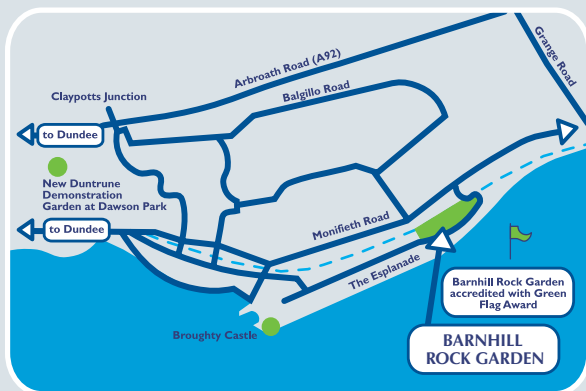 Arbroath Road (A92)
Grange Road
Balgillo Road
Claypotts Junction
to Dundee
New Duntrune
Demonstration
Garden at Dawson Park
to Dundee
Monifieth Road
The Esplanade
Barnhill Rock Garden
accredited with Green
Flag Award
Broughty Castle
BARNHILL
ROCK GARDEN